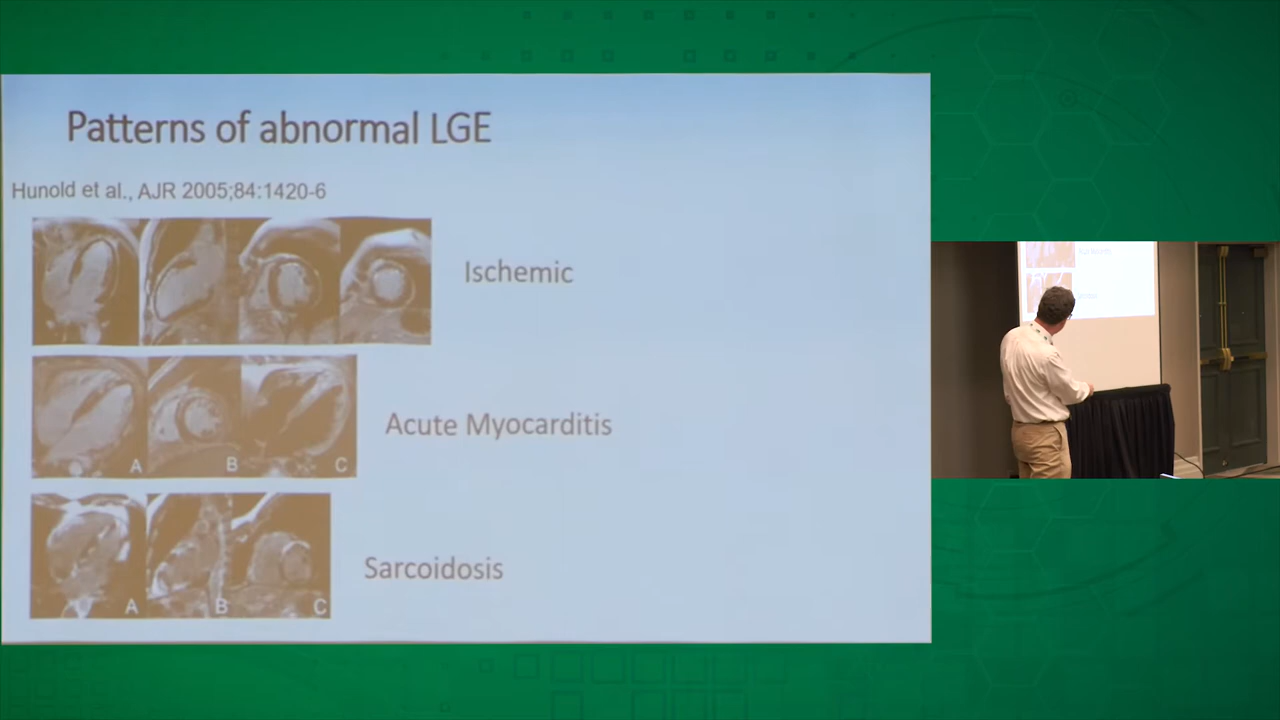 Patterns of abnormal LGE
Hunold et al., AJR 2005;84:1420-6
Ischemic
A B C
Acute Myocarditis
A B C
Sarcoidosis